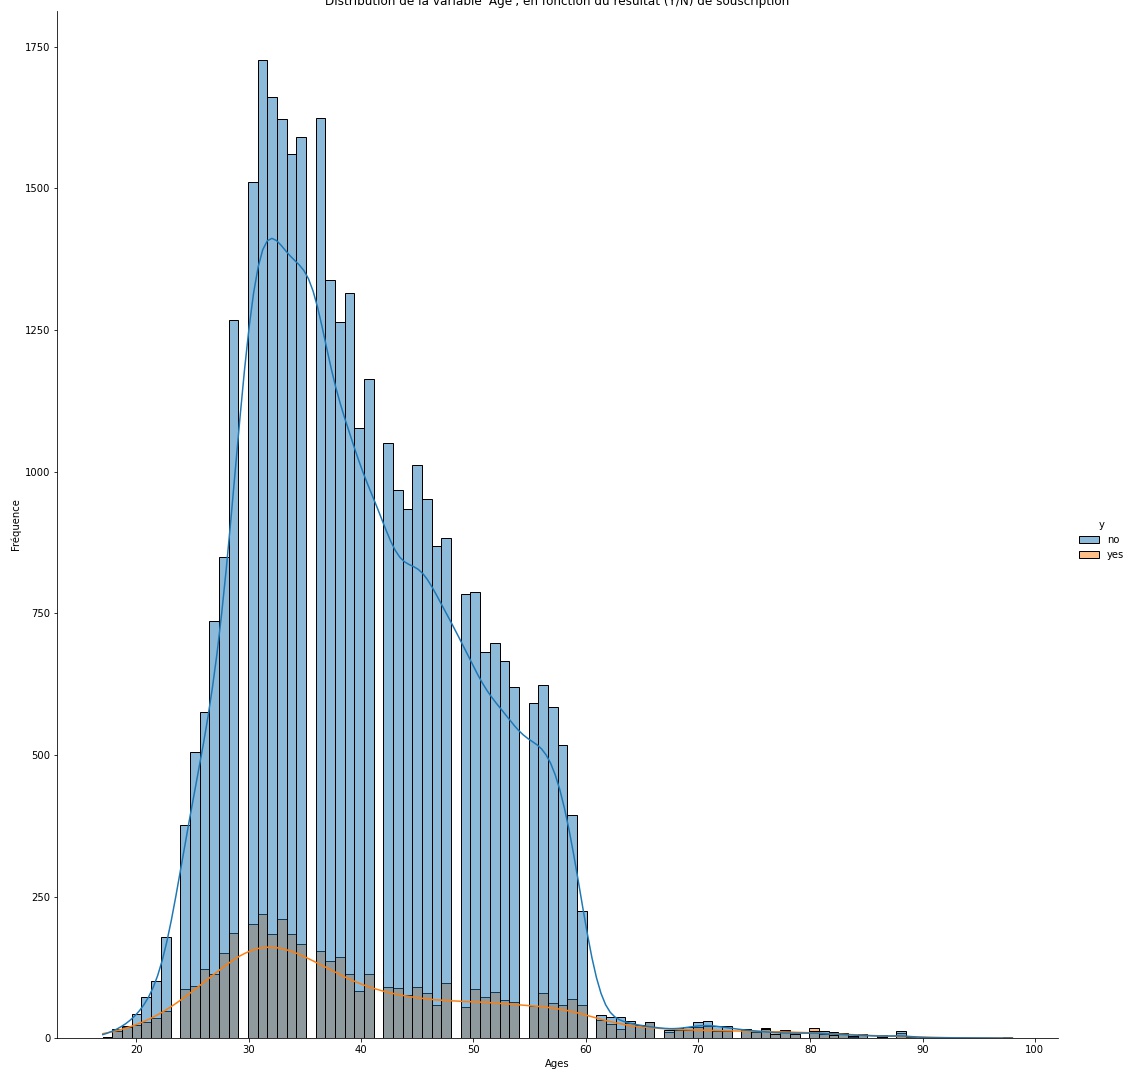 Distribution de la variable 'Age', en fonction du résultat (Y/N) de souscription
1750
1500
1250
1000
750
500
250
0
Fréquence
20 30 40 50 60 70 80 90 100
Ages
y
no
yes